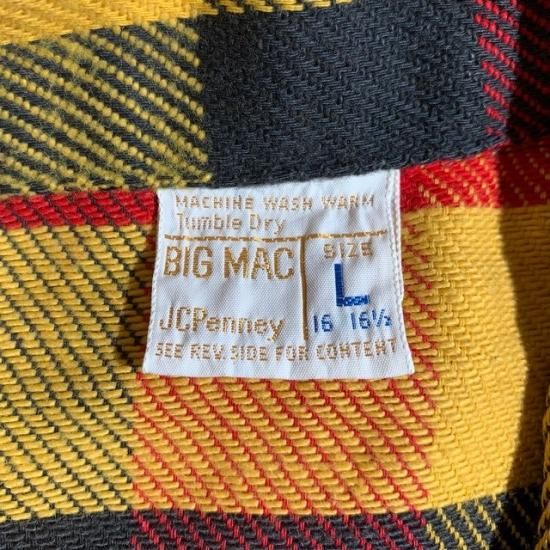 MACHINE WASH WARM
Tumble Dry
BIG MAC
JCPenney
SIZE
L
16 16½
SEE REV. SIDE FOR CONTENT